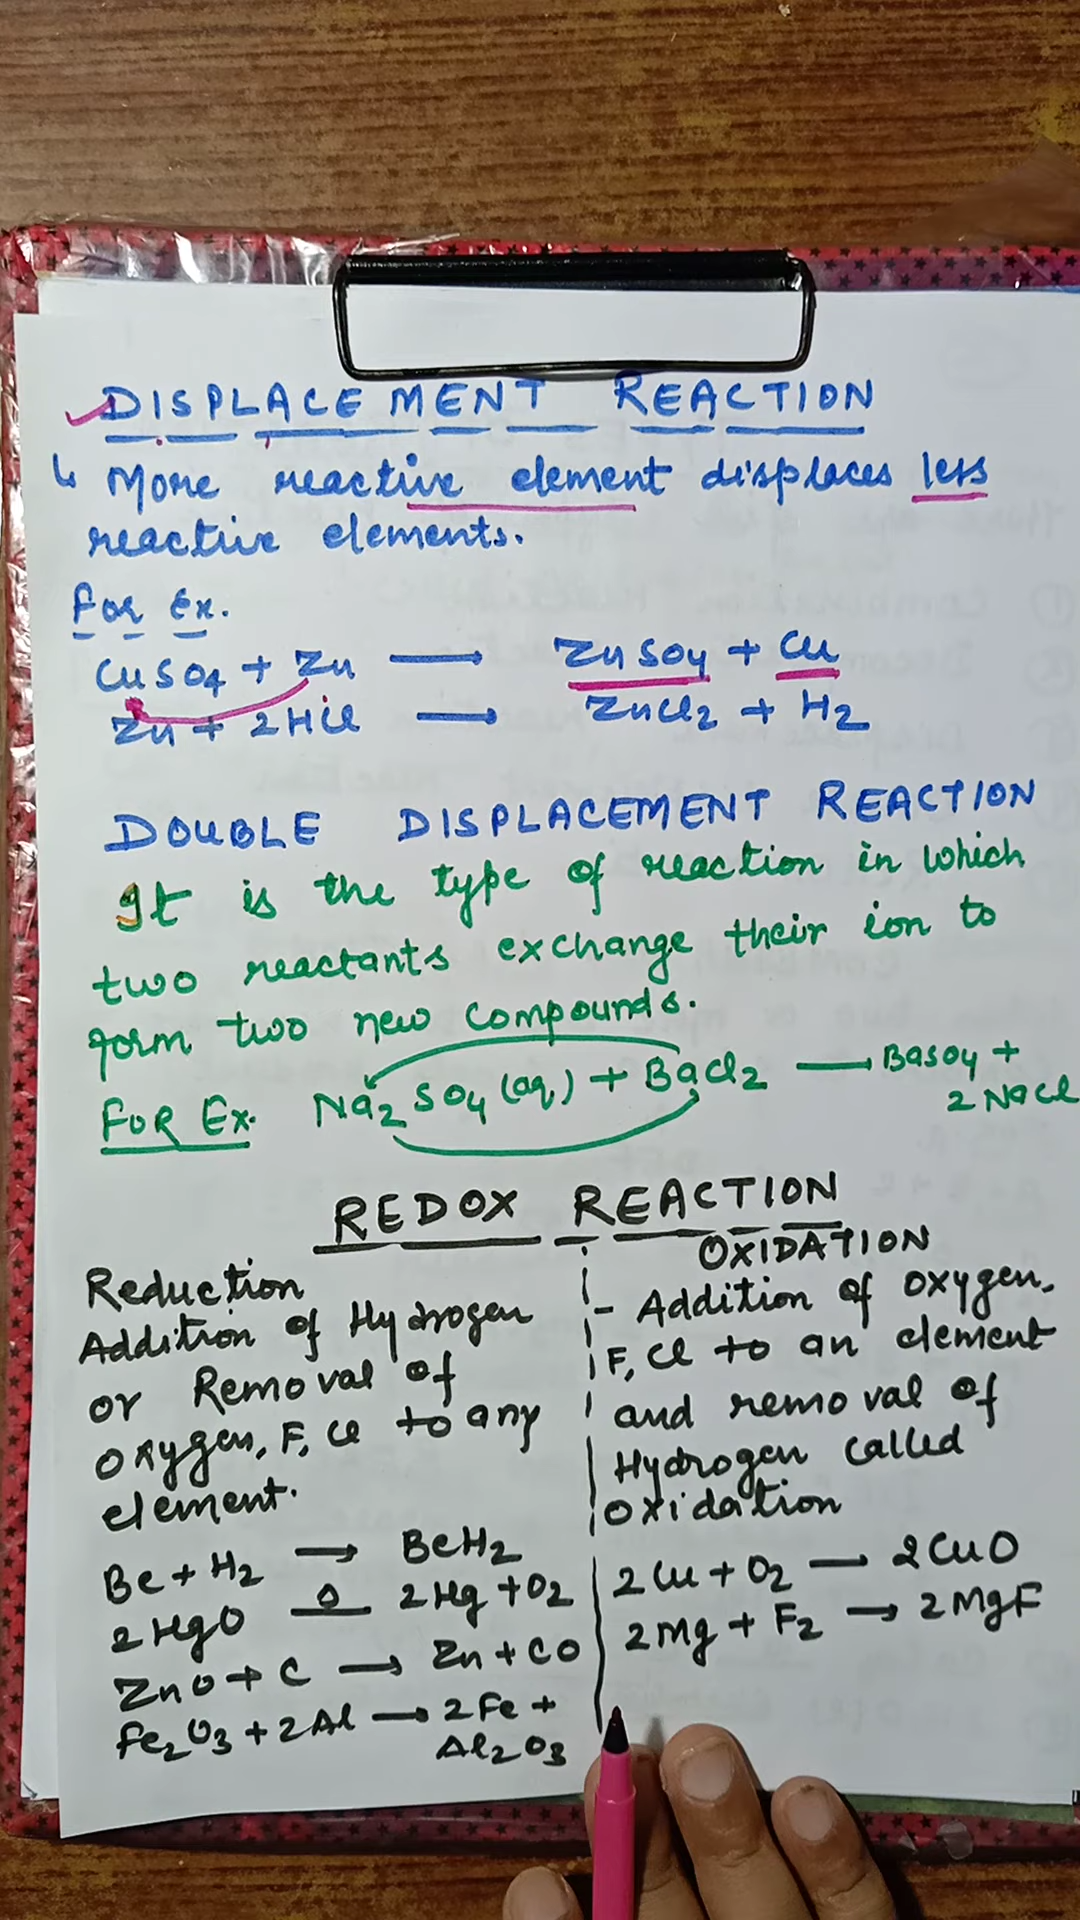 DISPLACEMENT REACTION
↳ More reactive element displaces less
reactive elements.
For Ex.
CuSO4 + Zn ⟶ ZnSO4 + Cu
Zn + 2HCl ⟶ ZnCl2 + H2
DOUBLE DISPLACEMENT REACTION
It is the type of reaction in which
two reactants exchange their ion to
form two new compounds.
FOR Ex. Na2SO4 (aq) + BaCl2 ⟶ BaSO4 +
2NaCl
REDOX REACTION
Reduction
Addition of Hydrogen
or Removal of
oxygen, F, Cl to any
element.
Be + H2 ⟶ BeH2
2HgO Δ 2Hg + O2
ZnO + C ⟶ Zn + CO
Fe2O3 + 2Al ⟶ 2Fe +
Al2O3
OXIDATION
- Addition of oxygen,
F, Cl to an element
and removal of
Hydrogen called
oxidation
2Cu + O2 ⟶ 2CuO
2Mg + F2 ⟶ 2MgF